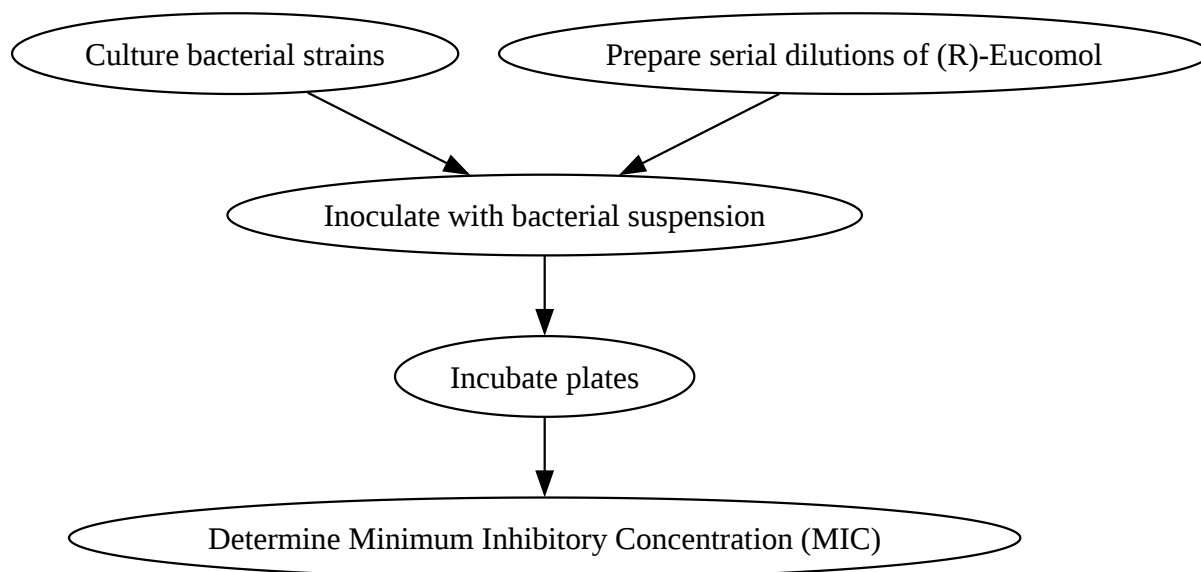 Culture bacterial strains
Prepare serial dilutions of (R)-Eucomol
Inoculate with bacterial suspension
Incubate plates
Determine Minimum Inhibitory Concentration (MIC)